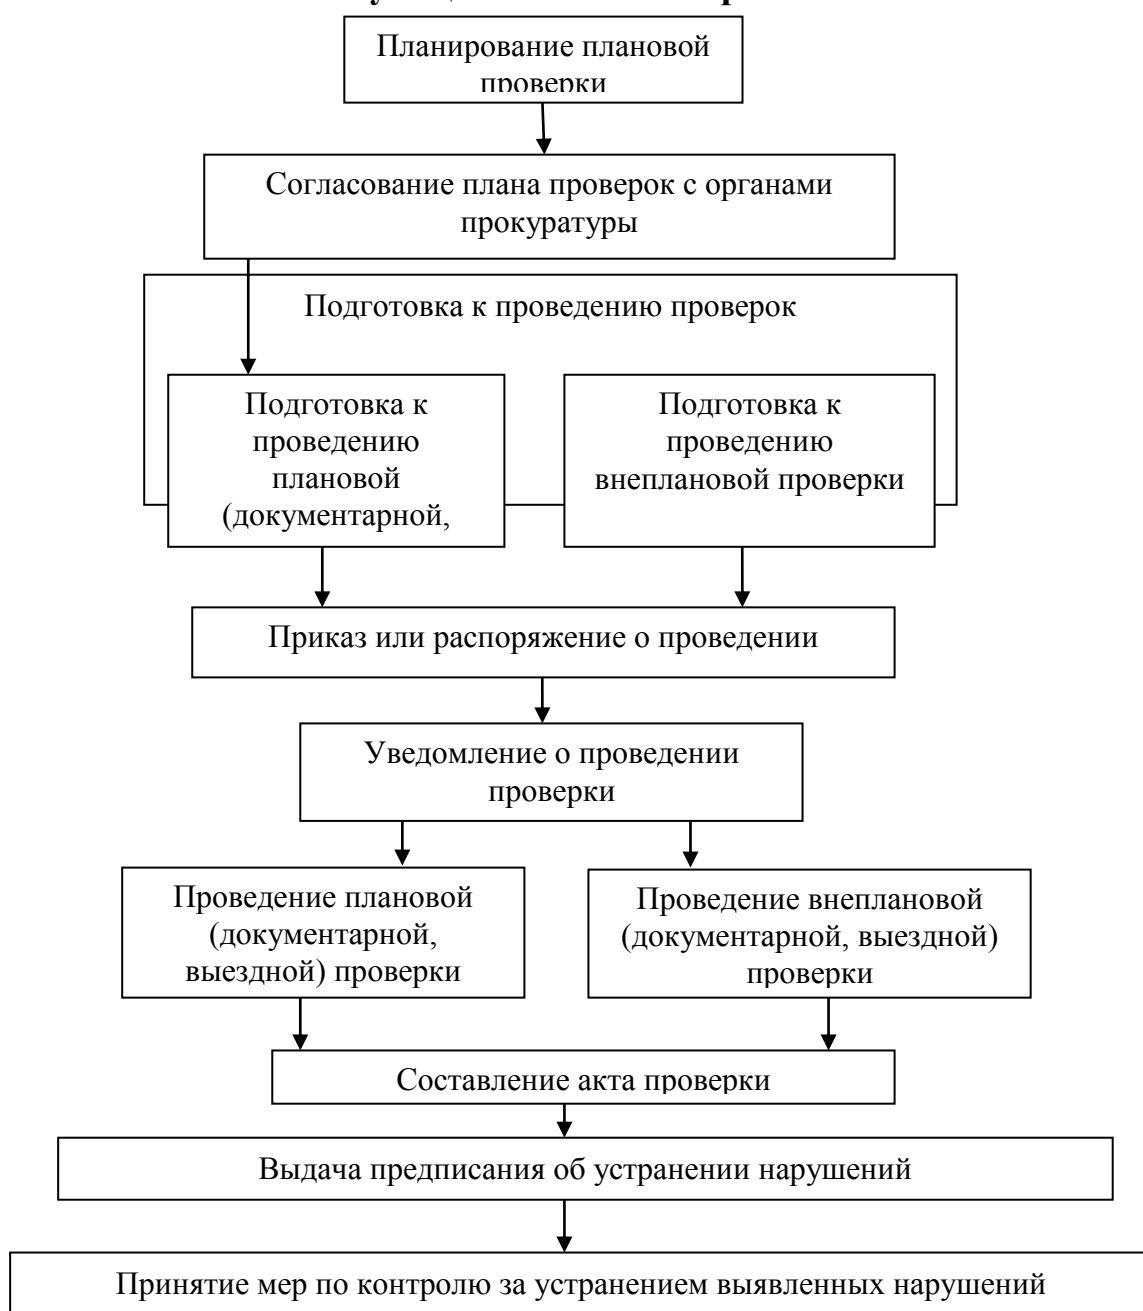 Планирование плановой
проверки
Согласование плана проверок с органами
прокуратуры
Подготовка к проведению проверок
Подготовка к
проведению
плановой
(документарной,
Подготовка к
проведению
внеплановой проверки
Приказ или распоряжение о проведении
Уведомление о проведении
проверки
Проведение плановой
(документарной,
выездной) проверки
Проведение внеплановой
(документарной, выездной)
проверки
Составление акта проверки
Выдача предписания об устранении нарушений
Принятие мер по контролю за устранением выявленных нарушений